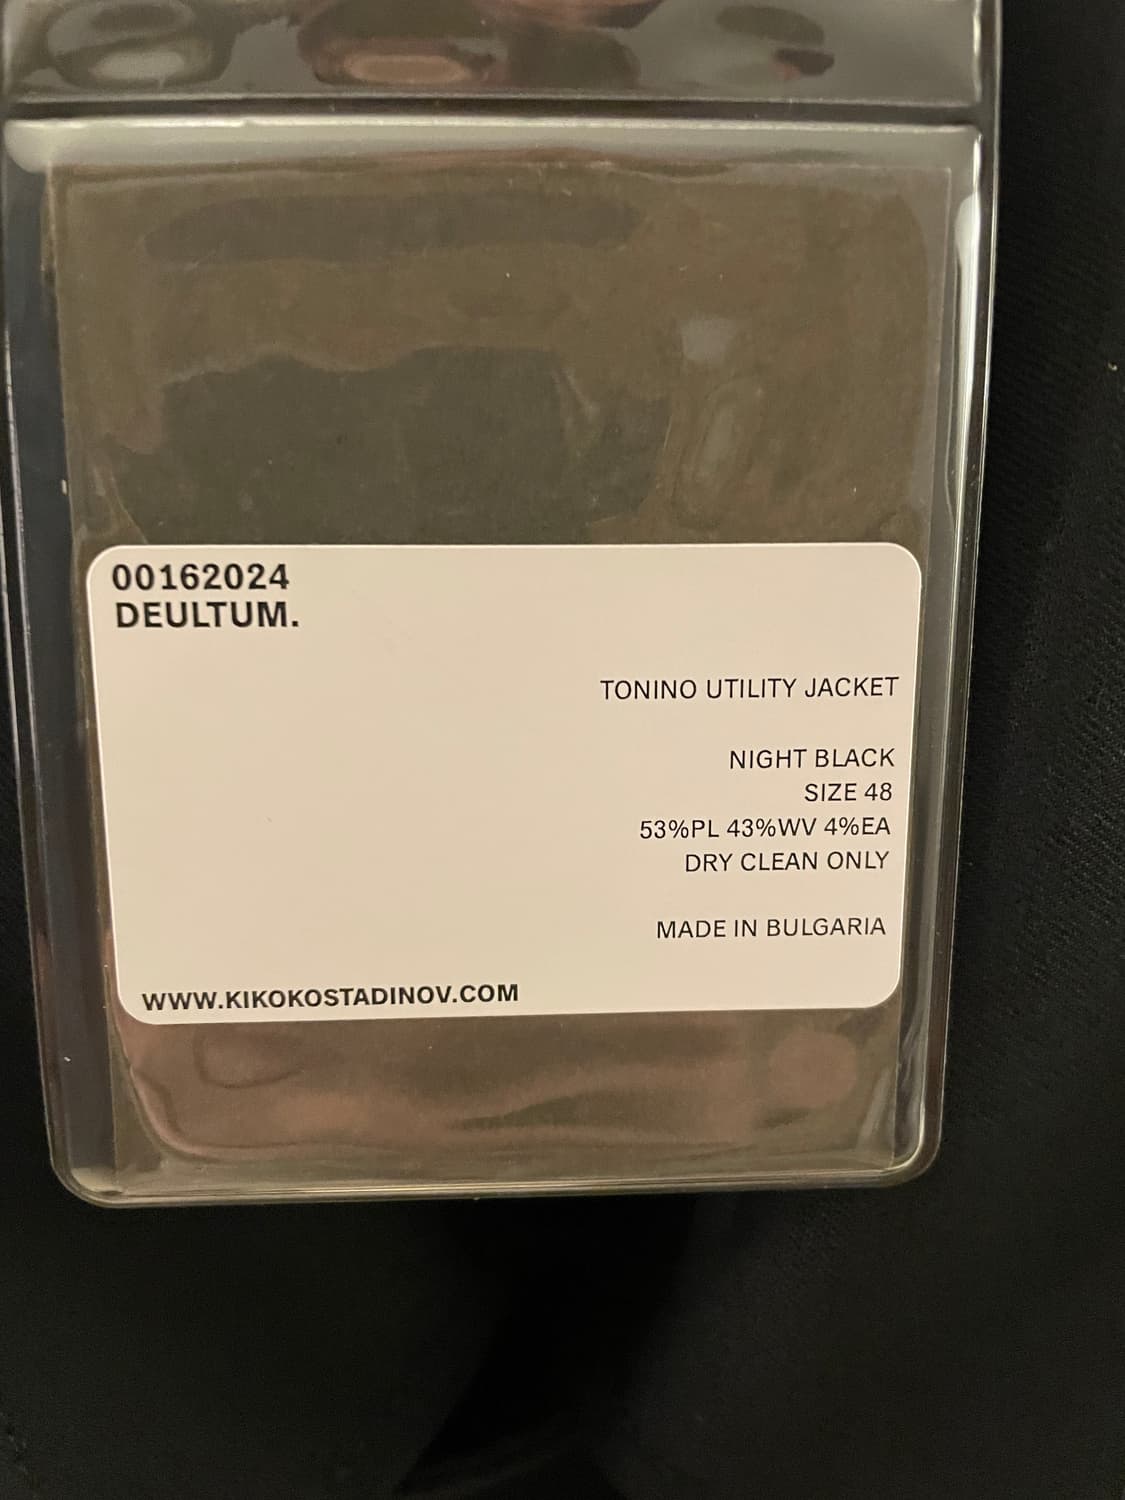 00162024
DEULTUM.
TONINO UTILITY JACKET
NIGHT BLACK
SIZE 48
53%PL 43%WV 4%EA
DRY CLEAN ONLY
MADE IN BULGARIA
WWW.KIKOKOSTADINOV.COM